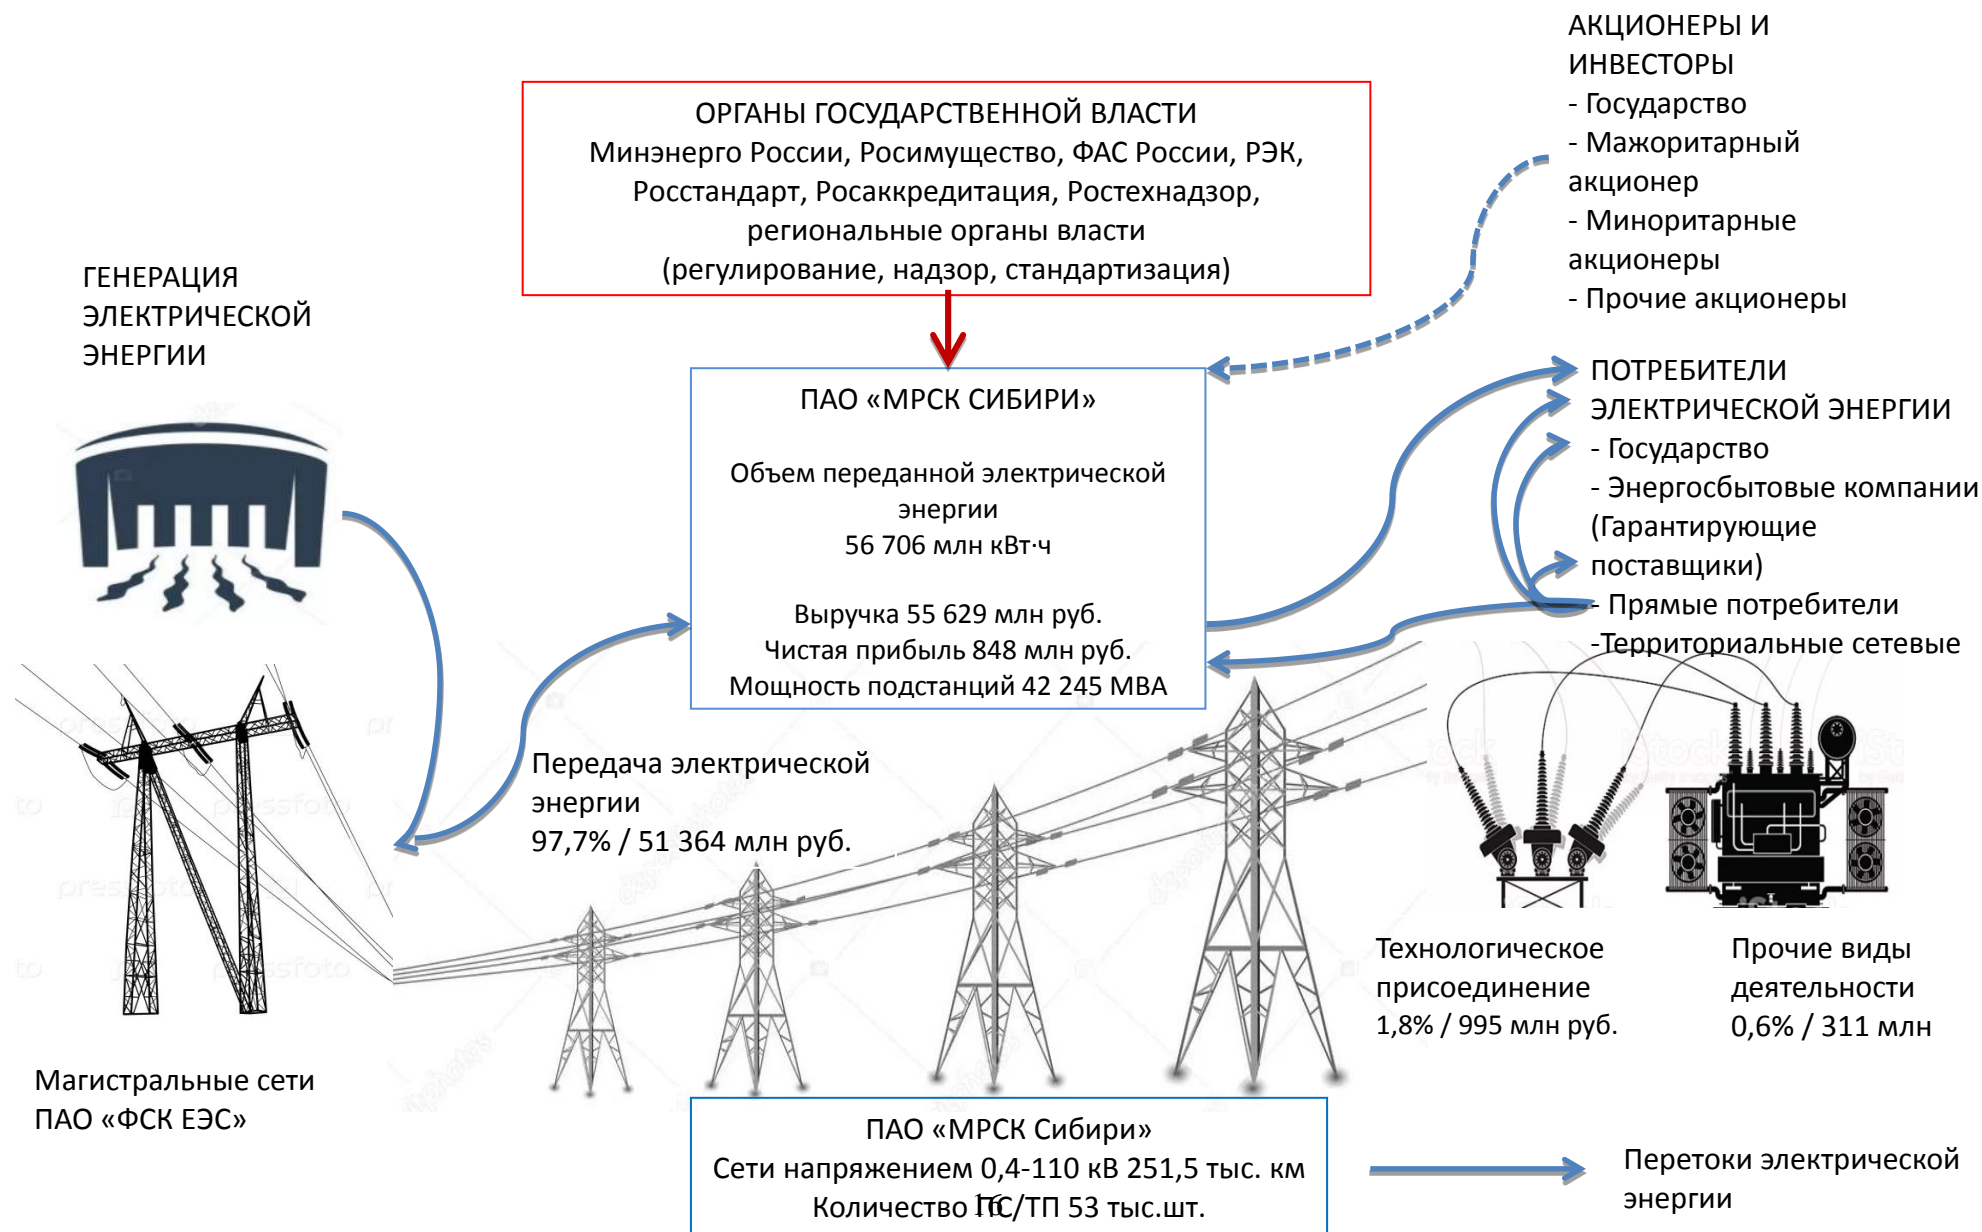 АКЦИОНЕРЫ И
ИНВЕСТОРЫ
- Государство
- Мажоритарный
акционер
- Миноритарные
акционеры
- Прочие акционеры
ОРГАНЫ ГОСУДАРСТВЕННОЙ ВЛАСТИ
Минэнерго России, Росимущество, ФАС России, РЭК,
Росстандарт, Росаккредитация, Ростехнадзор,
региональные органы власти
(регулирование, надзор, стандартизация)
ГЕНЕРАЦИЯ
ЭЛЕКТРИЧЕСКОЙ
ЭНЕРГИИ
ПАО «МРСК СИБИРИ»
Объем переданной электрической
энергии
56 706 млн кВт·ч
Выручка 55 629 млн руб.
Чистая прибыль 848 млн руб.
Мощность подстанций 42 245 МВА
ПОТРЕБИТЕЛИ
ЭЛЕКТРИЧЕСКОЙ ЭНЕРГИИ
- Государство
- Энергосбытовые компании
(Гарантирующие
поставщики)
- Прямые потребители
-Территориальные сетевые
Передача электрической
энергии
97,7% / 51 364 млн руб.
Технологическое
присоединение
1,8% / 995 млн руб.
Прочие виды
деятельности
0,6% / 311 млн
Магистральные сети
ПАО «ФСК ЕЭС»
ПАО «МРСК Сибири»
Сети напряжением 0,4-110 кВ 251,5 тыс. км
Количество ПС/ТП 53 тыс.шт.
16
Перетоки электрической
энергии